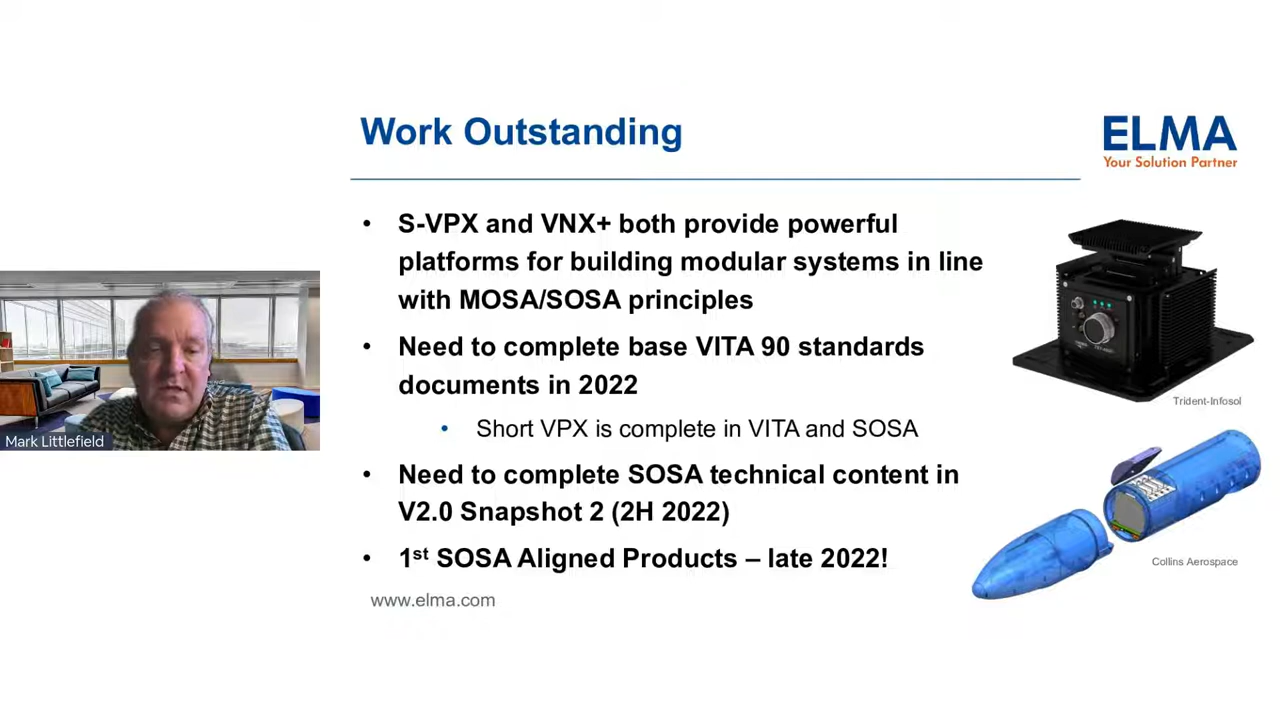 Work Outstanding
ELMA
Your Solution Partner
• S-VPX and VNX+ both provide powerful
platforms for building modular systems in line
with MOSA/SOSA principles
• Need to complete base VITA 90 standards
documents in 2022
• Short VPX is complete in VITA and SOSA
• Need to complete SOSA technical content in
V2.0 Snapshot 2 (2H 2022)
• 1st SOSA Aligned Products – late 2022!
www.elma.com
Trident-Infosol
Collins Aerospace
Mark Littlefield